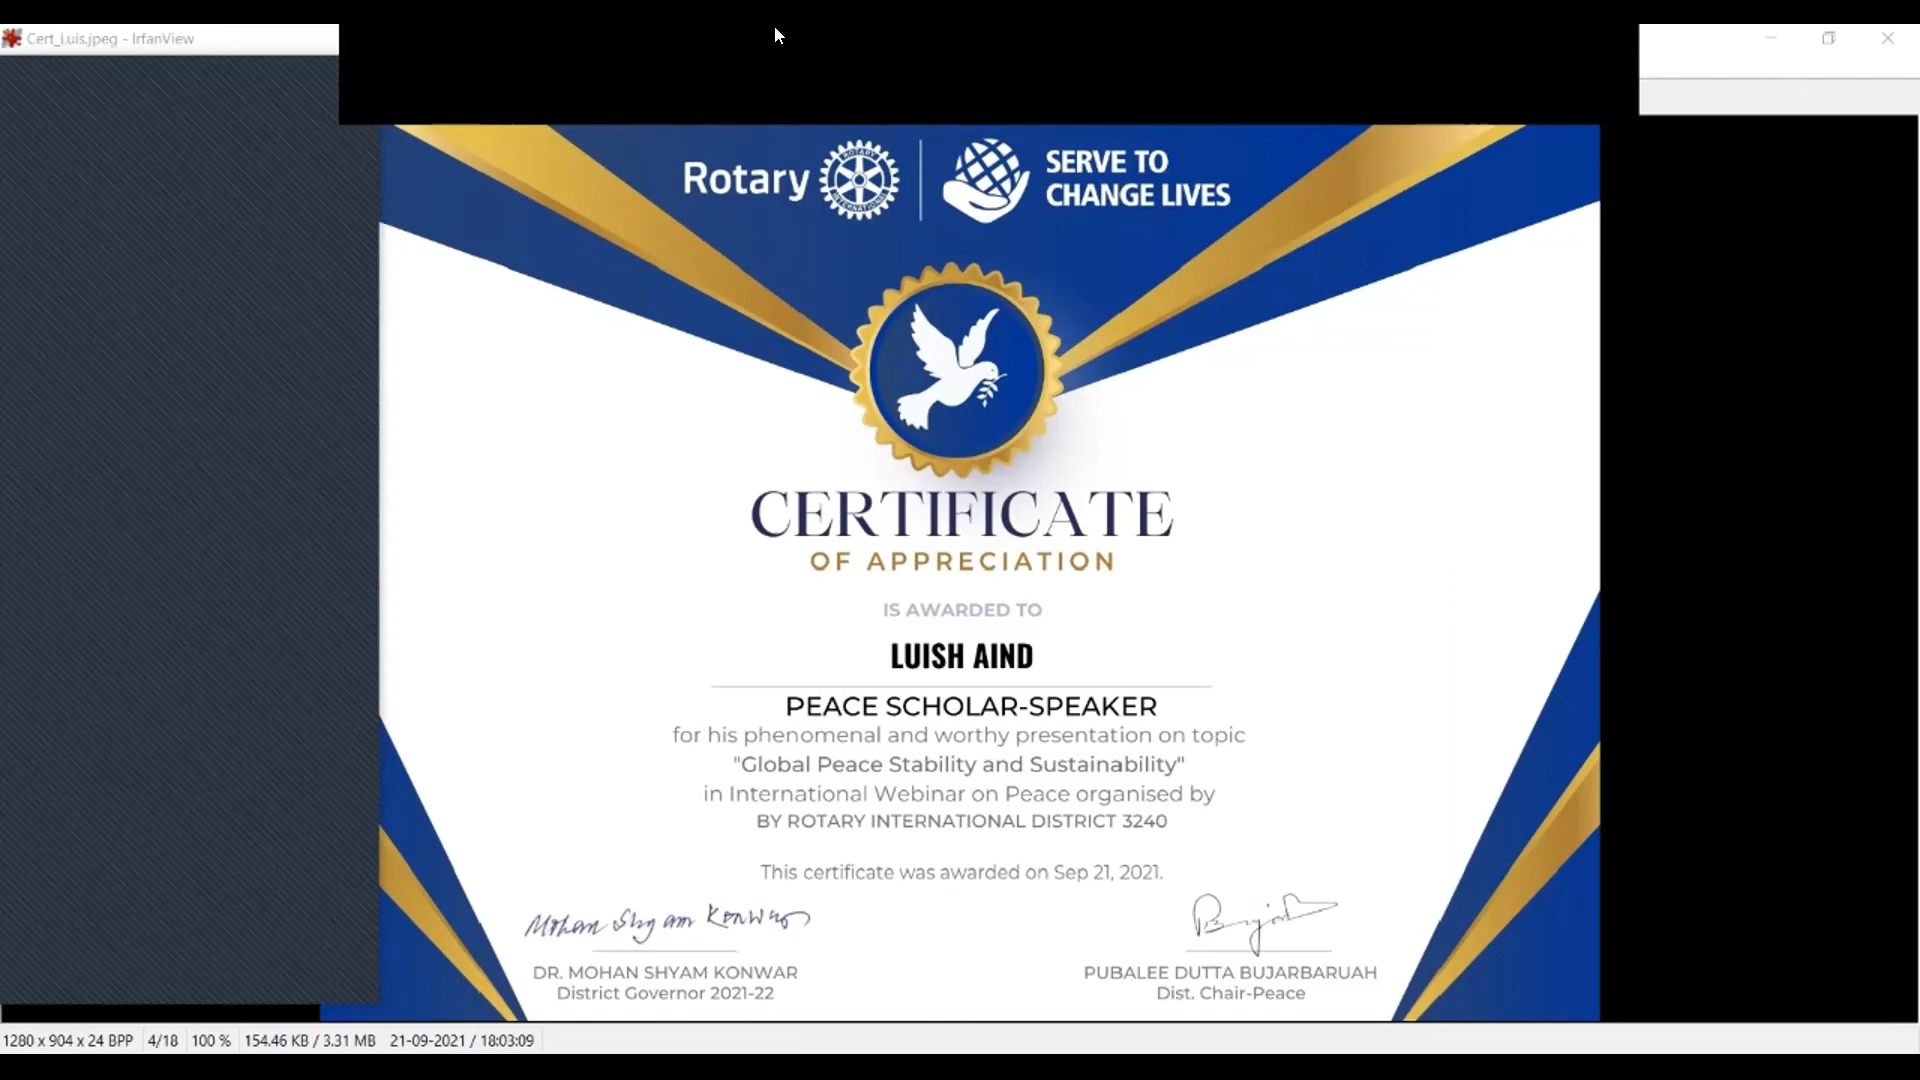 Cert_Luis.jpeg - IrfanView
Rotary
ROTARY
INTERNATIONAL
SERVE TO
CHANGE LIVES
CERTIFICATE
OF APPRECIATION
IS AWARDED TO
LUISH AIND
PEACE SCHOLAR-SPEAKER
for his phenomenal and worthy presentation on topic
"Global Peace Stability and Sustainability"
in International Webinar on Peace organised by
BY ROTARY INTERNATIONAL DISTRICT 3240
This certificate was awarded on Sep 21, 2021.
Mohan Shyam Konwar
DR. MOHAN SHYAM KONWAR
District Governor 2021-22
PUBALEE DUTTA BUJARBARUAH
Dist. Chair-Peace
1280 x 904 x 24 BPP 4/18 100 % 154.46 KB / 3.31 MB 21-09-2021 / 18:03:09